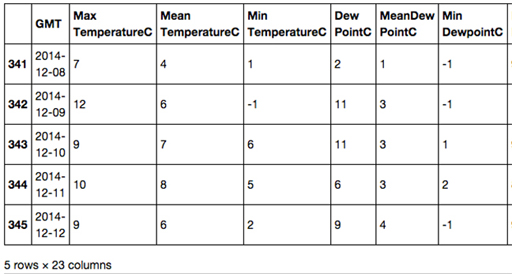 GMT Max TemperatureC Mean TemperatureC Min TemperatureC Dew PointC MeanDew PointC Min DewpointC
341 2014-12-08 7 4 1 2 1 -1
342 2014-12-09 12 6 -1 11 3 -1
343 2014-12-10 9 7 6 11 3 1
344 2014-12-11 10 8 5 6 3 2
345 2014-12-12 9 6 2 9 4 -1
5 rows × 23 columns